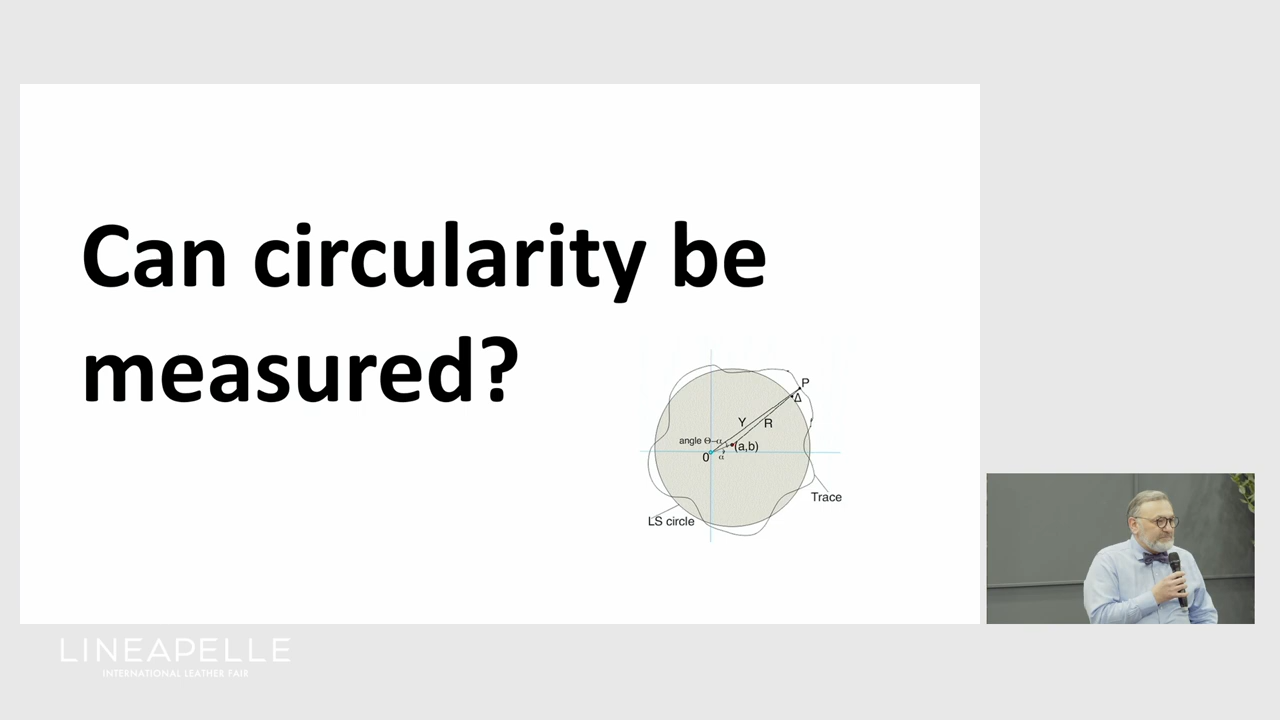 Can circularity be
measured?
P
Δ
Y
R
angle Θ-α
(a,b)
0
α
Trace
LS circle
LINEAPELLE
INTERNATIONAL LEATHER FAIR